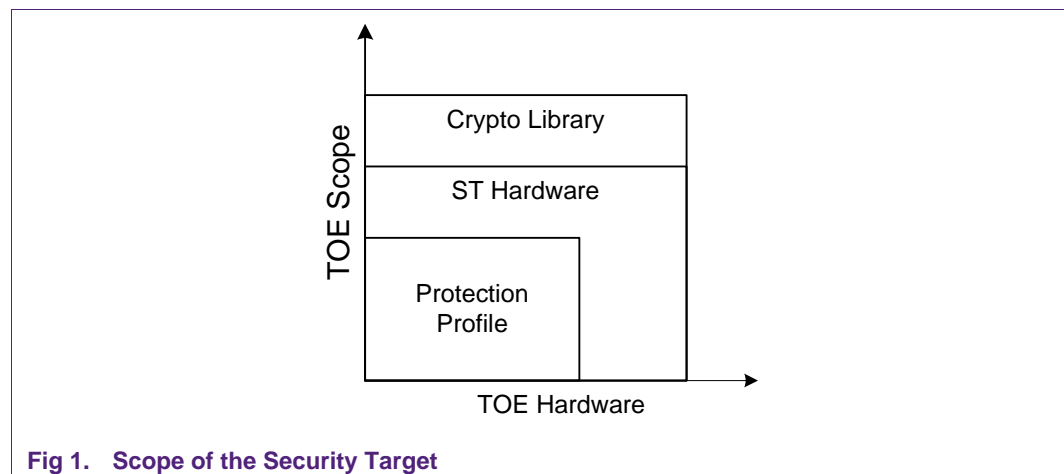 Crypto Library
ST Hardware
Protection
Profile
TOE Scope
TOE Hardware
Fig 1. Scope of the Security Target